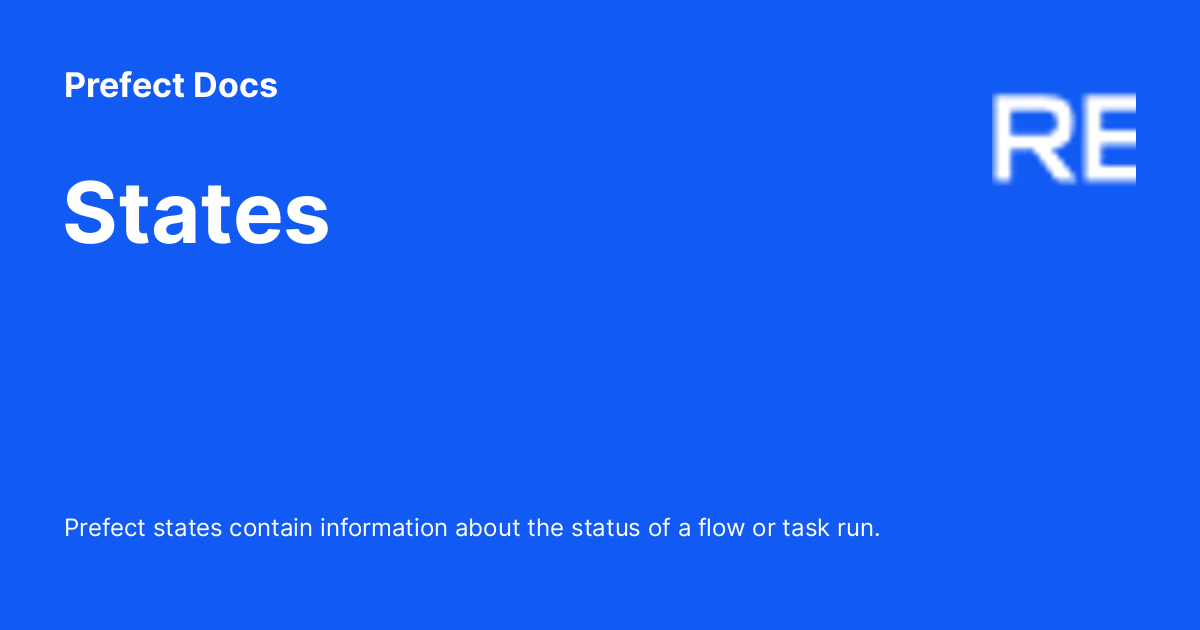 Prefect Docs
RE
States
Prefect states contain information about the status of a flow or task run.